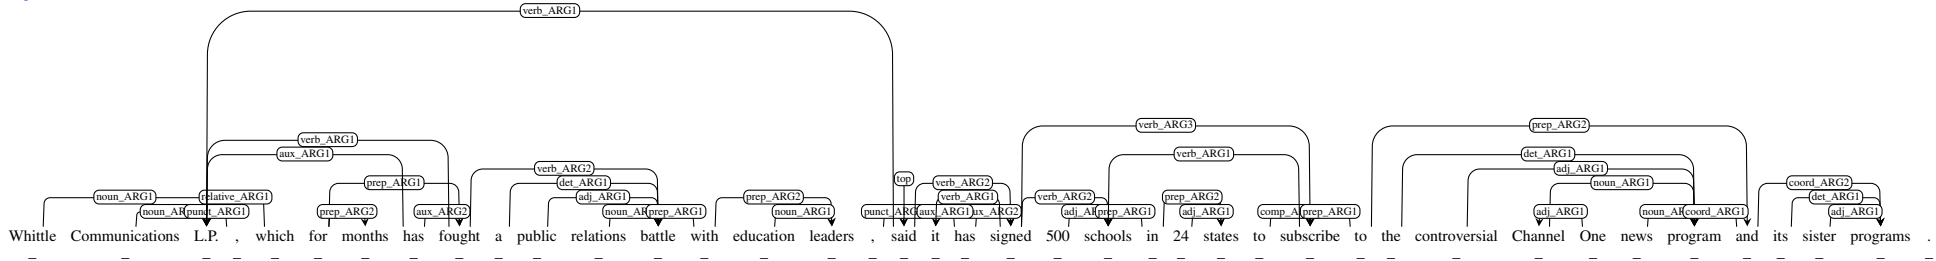 verb_ARG1
verb_ARG3 prep_ARG2
verb_ARG1
aux_ARG1 verb_ARG1 det_ARG1
verb_ARG2 adj_ARG1
prep_ARG1 det_ARG1 top verb_ARG2 noun_ARG1 coord_ARG2
noun_ARG1 relative_ARG1 adj_ARG1 prep_ARG2 verb_ARG1 verb_ARG2 prep_ARG2 det_ARG1
punct_ARG1 prep_ARG2 aux_ARG2 prep_ARG1 noun_ARG1 aux_ARG1 prep_ARG1 adj_ARG1 prep_ARG1 adj_ARG1 coord_ARG1 adj_ARG1
Whittle Communications L.P. , which for months has fought a public relations battle with education leaders , said it has signed 500 schools in 24 states to subscribe to the controversial Channel One news program and its sister programs .
_ _ _ _ _ _ _ _ _ _ _ _ _ _ _ _ _ _ _ _ _ _ _ _ _ _ _ _ _ _ _ _ _ _ _ _ _ _ _ _